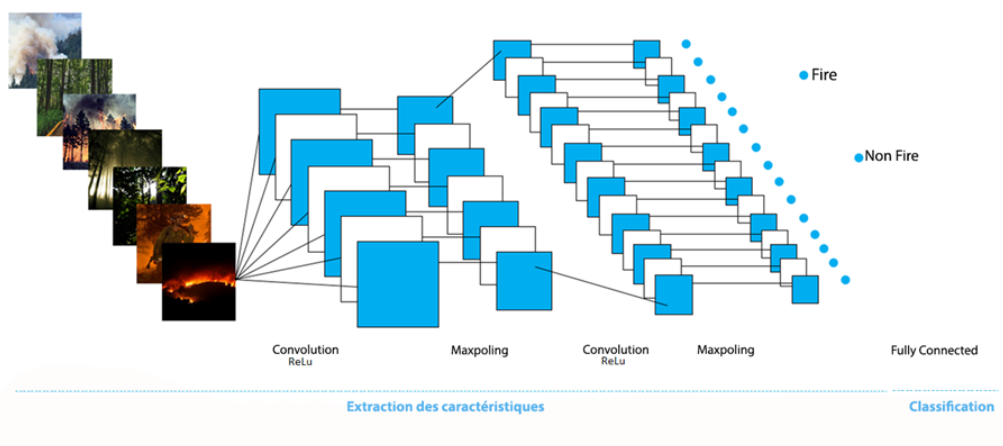 Fire
Non Fire
Convolution
ReLu
Maxpoling
Convolution
ReLu
Maxpoling
Fully Connected
Extraction des caractéristiques
Classification